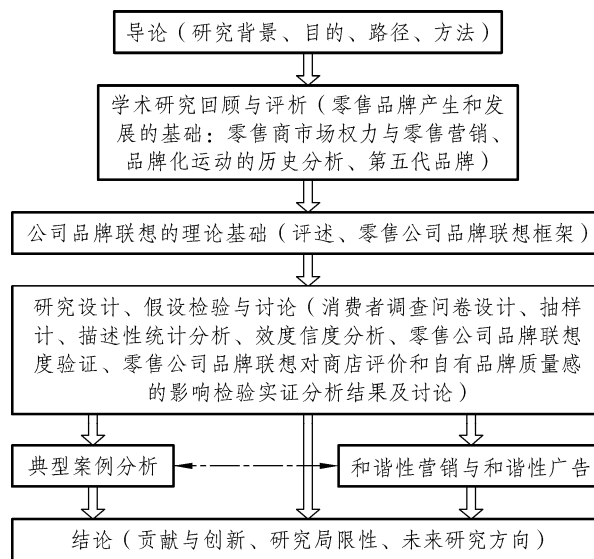 导论（研究背景、目的、路径、方法）
学术研究回顾与评析（零售品牌产生和发
展的基础：零售商市场权力与零售营销、
品牌化运动的历史分析、第五代品牌）
公司品牌联想的理论基础（评述、零售公司品牌联想框架）
研究设计、假设检验与讨论（消费者调查问卷设计、抽样
计、描述性统计分析、效度信度分析、零售公司品牌联想
度验证、零售公司品牌联想对商店评价和自有品牌质量感
的影响检验实证分析结果及讨论）
典型案例分析
和谐性营销与和谐性广告
结论（贡献与创新、研究局限性、未来研究方向）